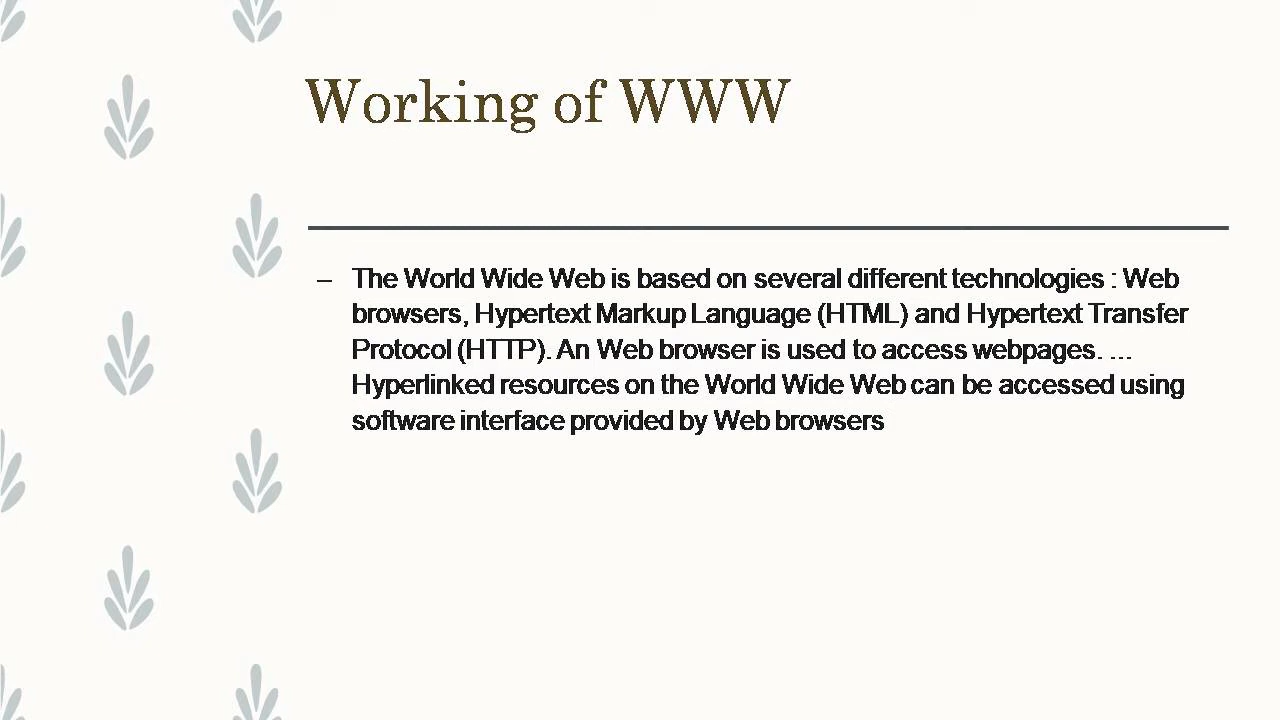 Working of WWW
– The World Wide Web is based on several different technologies : Web
browsers, Hypertext Markup Language (HTML) and Hypertext Transfer
Protocol (HTTP). An Web browser is used to access webpages. ...
Hyperlinked resources on the World Wide Web can be accessed using
software interface provided by Web browsers